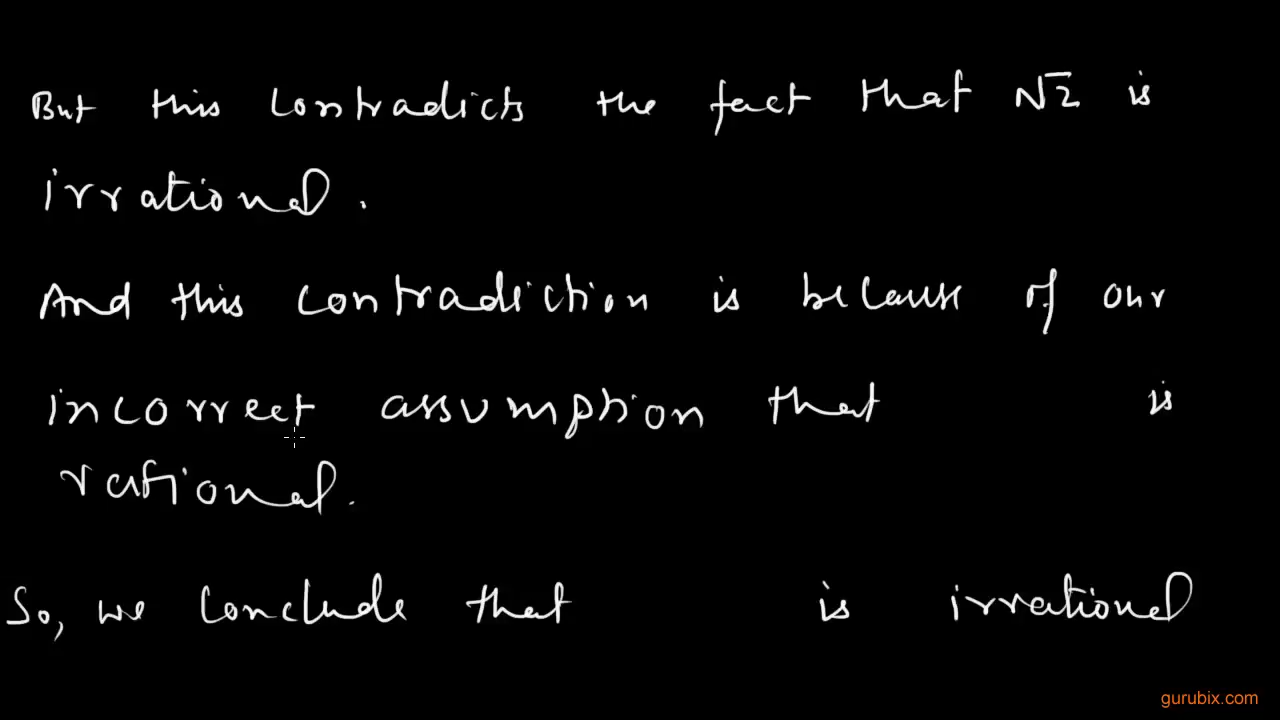 But this contradicts the fact that √2 is
irrational.
And this contradiction is because of our
incorrect assumption that is
rational.
So, we conclude that is irrational
gurubix.com